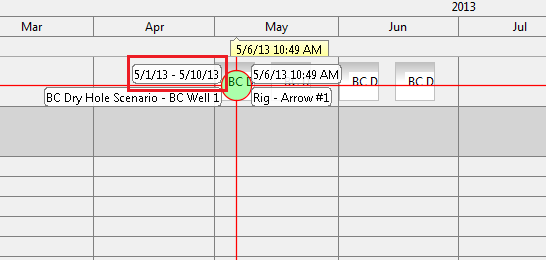 2013
Mar Apr May Jun Jul
5/6/13 10:49 AM
5/1/13 - 5/10/13 BC D 5/6/13 10:49 AM BC D BC D
BC Dry Hole Scenario - BC Well 1 Rig - Arrow #1